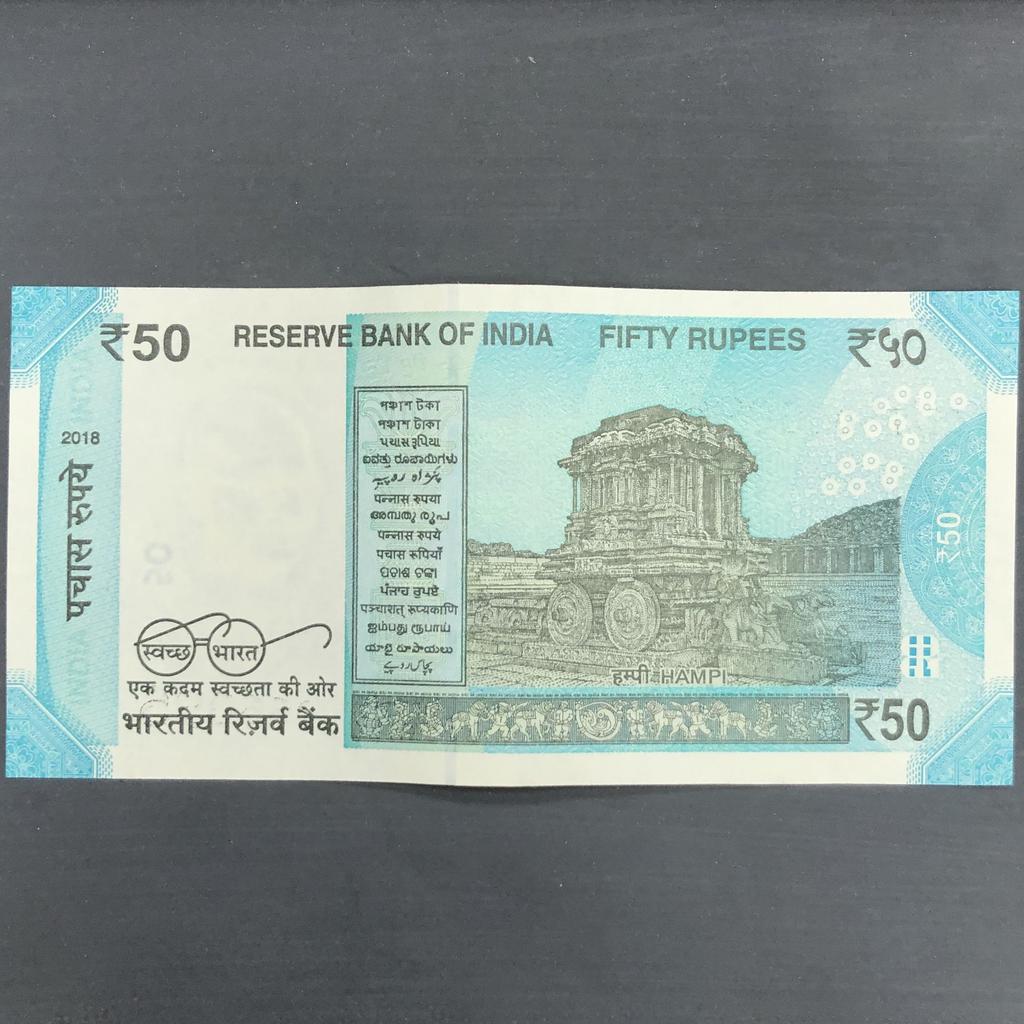 ₹50 RESERVE BANK OF INDIA FIFTY RUPEES ₹५०
2018
पचास रुपये
পঞ্চাশ টকা
পঞ্চাশ টাকা
પચાસ રૂપિયા
ಐವತ್ತು ರೂಪಾಯಿಗಳು
پنژاہ روپیہ
पन्नास रुपया
അമ്പതു രൂപ
पन्नास रुपये
पचास रूपियाँ
ପଚାଶ ଟଙ୍କା
ਪੰਜਾਹ ਰੁਪਏ
पञ्चाशत् रूप्यकाणि
ஐம்பது ரூபாய்
యాభై రూపాయలు
پچاس روپے
₹50
स्वच्छ भारत
एक कदम स्वच्छता की ओर
भारतीय रिज़र्व बैंक
हम्पी HAMPI
₹50